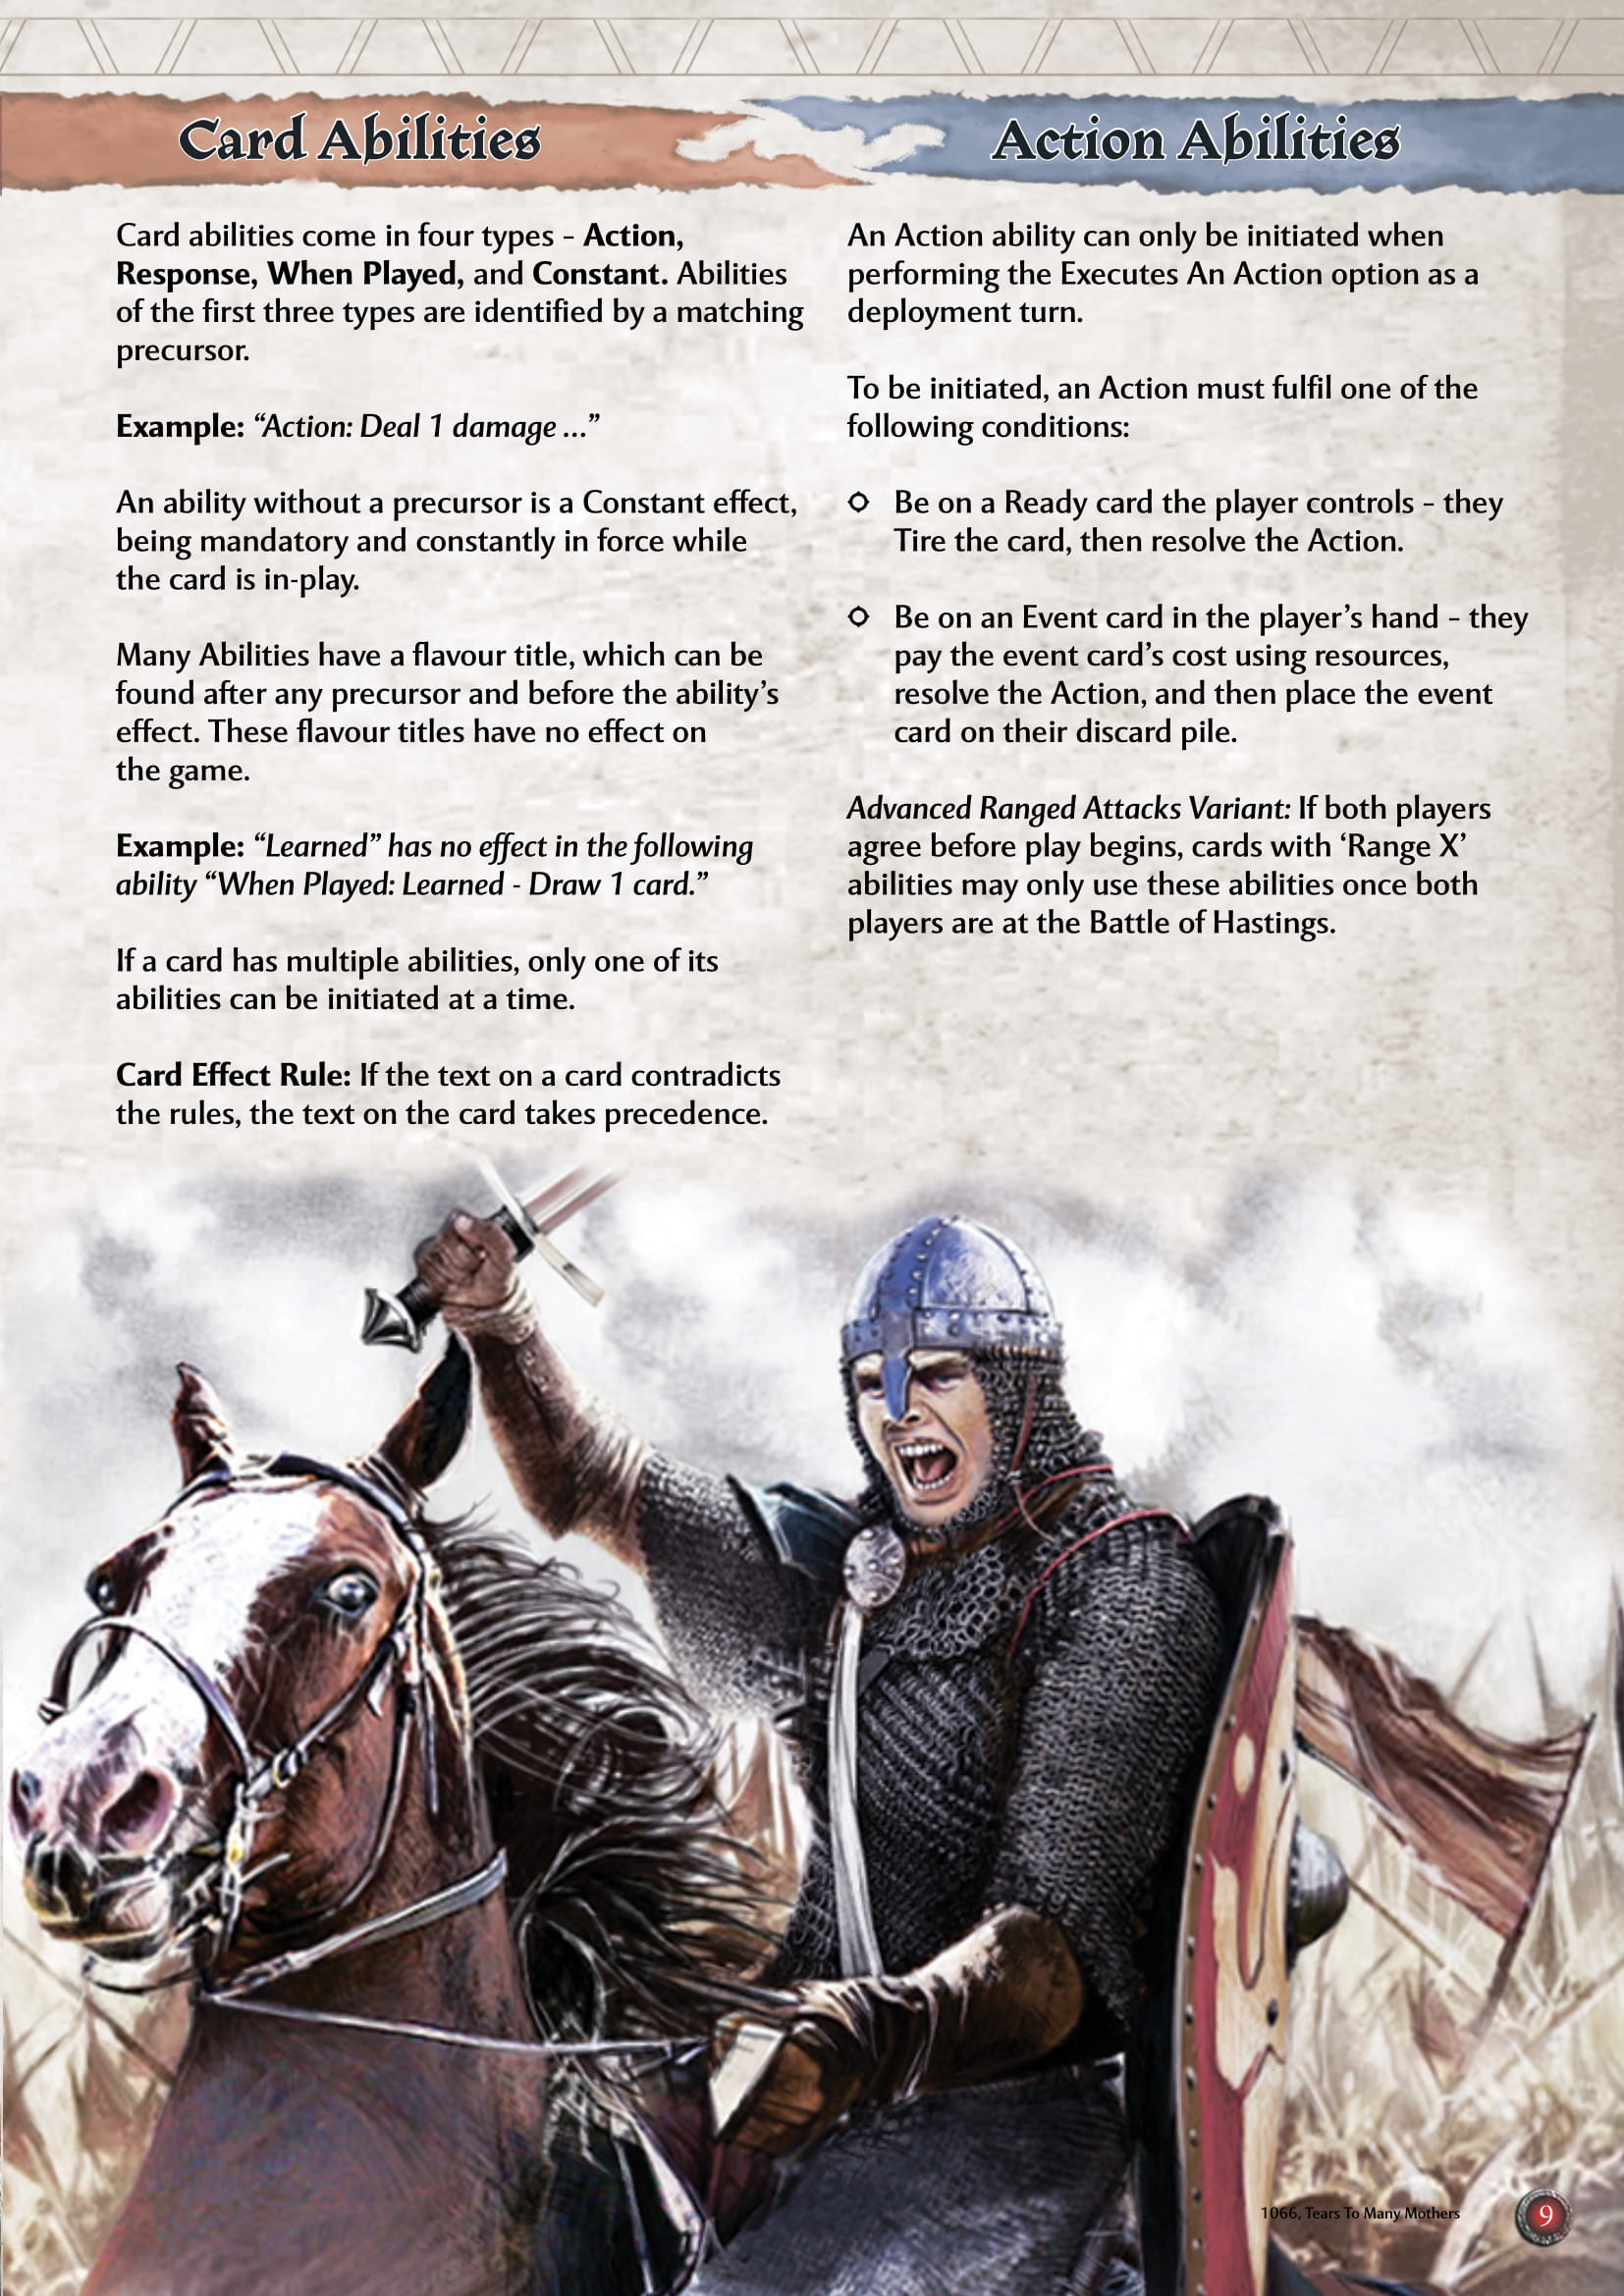 Card Abilities
Card abilities come in four types - Action,
Response, When Played, and Constant. Abilities
of the first three types are identified by a matching
precursor.
Example: “Action: Deal 1 damage ...”
An ability without a precursor is a Constant effect,
being mandatory and constantly in force while
the card is in-play.
Many Abilities have a flavour title, which can be
found after any precursor and before the ability’s
effect. These flavour titles have no effect on
the game.
Example: “Learned” has no effect in the following
ability “When Played: Learned - Draw 1 card.”
If a card has multiple abilities, only one of its
abilities can be initiated at a time.
Card Effect Rule: If the text on a card contradicts
the rules, the text on the card takes precedence.
Action Abilities
An Action ability can only be initiated when
performing the Executes An Action option as a
deployment turn.
To be initiated, an Action must fulfil one of the
following conditions:
Be on a Ready card the player controls - they
Tire the card, then resolve the Action.
Be on an Event card in the player’s hand - they
pay the event card’s cost using resources,
resolve the Action, and then place the event
card on their discard pile.
Advanced Ranged Attacks Variant: If both players
agree before play begins, cards with ‘Range X’
abilities may only use these abilities once both
players are at the Battle of Hastings.
1066, Tears To Many Mothers
9